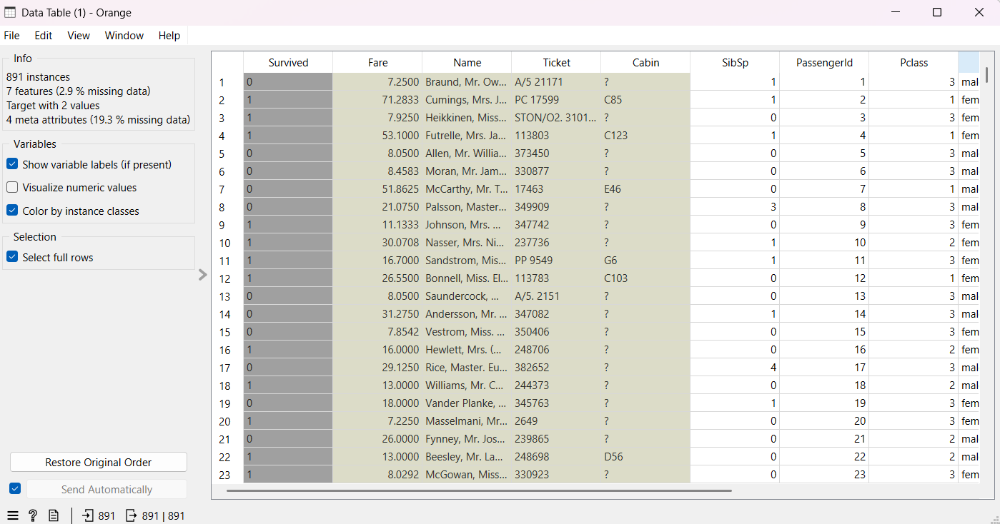 Data Table (1) - Orange
File Edit View Window Help
Info
891 instances
7 features (2.9 % missing data)
Target with 2 values
4 meta attributes (19.3 % missing data)
Variables
Show variable labels (if present)
Visualize numeric values
Color by instance classes
Selection
Select full rows
Restore Original Order
Send Automatically
891 891 | 891
Survived Fare Name Ticket Cabin SibSp PassengerId Pclass
1 0 7.2500 Braund, Mr. Ow... A/5 21171 ? 1 1 3 mal
2 1 71.2833 Cumings, Mrs. J... PC 17599 C85 1 2 1 fem
3 1 7.9250 Heikkinen, Miss... STON/O2. 3101... ? 0 3 3 fem
4 1 53.1000 Futrelle, Mrs. Ja... 113803 C123 1 4 1 fem
5 0 8.0500 Allen, Mr. Willia... 373450 ? 0 5 3 mal
6 0 8.4583 Moran, Mr. Jam... 330877 ? 0 6 3 mal
7 0 51.8625 McCarthy, Mr. T... 17463 E46 0 7 1 mal
8 0 21.0750 Palsson, Master... 349909 ? 3 8 3 mal
9 1 11.1333 Johnson, Mrs. ... 347742 ? 0 9 3 fem
10 1 30.0708 Nasser, Mrs. Ni... 237736 ? 1 10 2 fem
11 1 16.7000 Sandstrom, Mis... PP 9549 G6 1 11 3 fem
12 1 26.5500 Bonnell, Miss. El... 113783 C103 0 12 1 fem
13 0 8.0500 Saundercock, ... A/5. 2151 ? 0 13 3 mal
14 0 31.2750 Andersson, Mr. ... 347082 ? 1 14 3 mal
15 0 7.8542 Vestrom, Miss. ... 350406 ? 0 15 3 fem
16 1 16.0000 Hewlett, Mrs. (... 248706 ? 0 16 2 fem
17 0 29.1250 Rice, Master. Eu... 382652 ? 4 17 3 mal
18 1 13.0000 Williams, Mr. C... 244373 ? 0 18 2 mal
19 0 18.0000 Vander Planke, ... 345763 ? 1 19 3 fem
20 1 7.2250 Masselmani, Mr... 2649 ? 0 20 3 fem
21 0 26.0000 Fynney, Mr. Jos... 239865 ? 0 21 2 mal
22 1 13.0000 Beesley, Mr. La... 248698 D56 0 22 2 mal
23 1 8.0292 McGowan, Miss... 330923 ? 0 23 3 fem